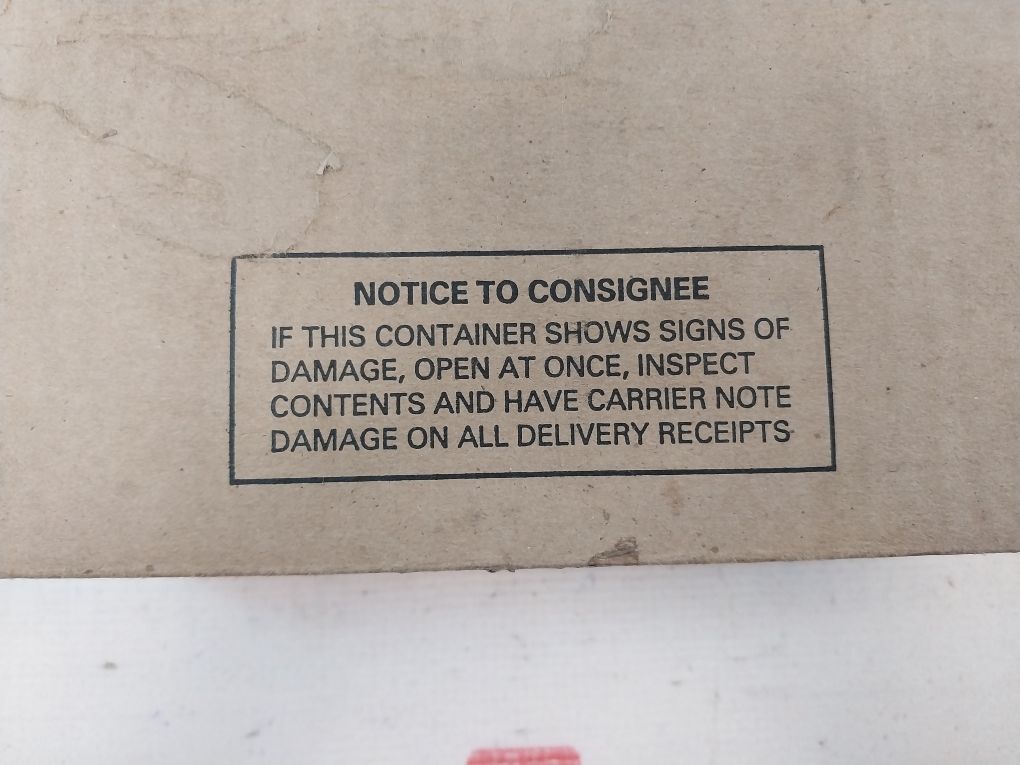 NOTICE TO CONSIGNEE
IF THIS CONTAINER SHOWS SIGNS OF
DAMAGE, OPEN AT ONCE, INSPECT
CONTENTS AND HAVE CARRIER NOTE
DAMAGE ON ALL DELIVERY RECEIPTS